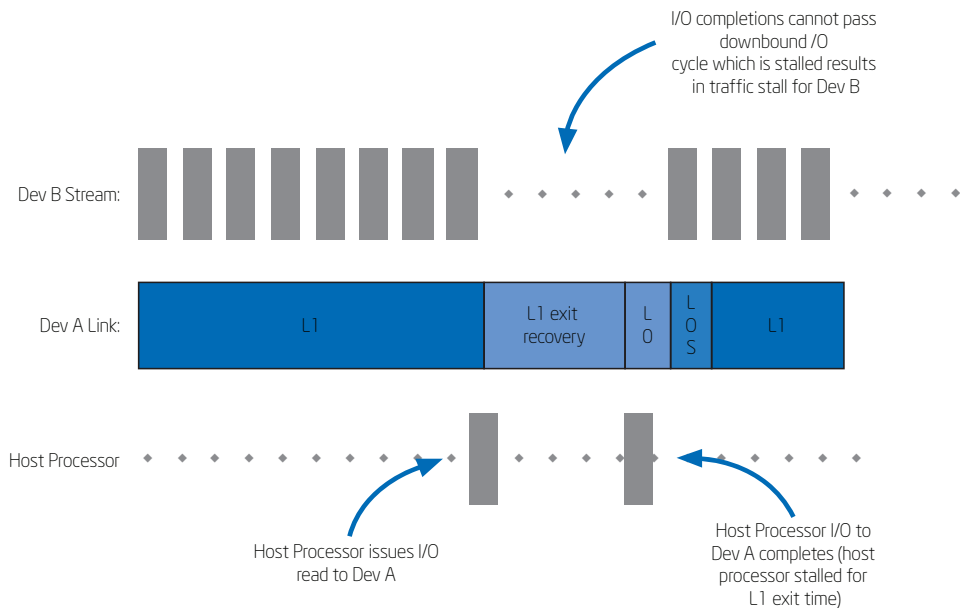 I/O completions cannot pass
downbound /O
cycle which is stalled results
in traffic stall for Dev B
Dev B Stream:
Dev A Link:
L1
L1 exit
recovery
L
0
L
0
S
L1
Host Processor
Host Processor issues I/O
read to Dev A
Host Processor I/O to
Dev A completes (host
processor stalled for
L1 exit time)